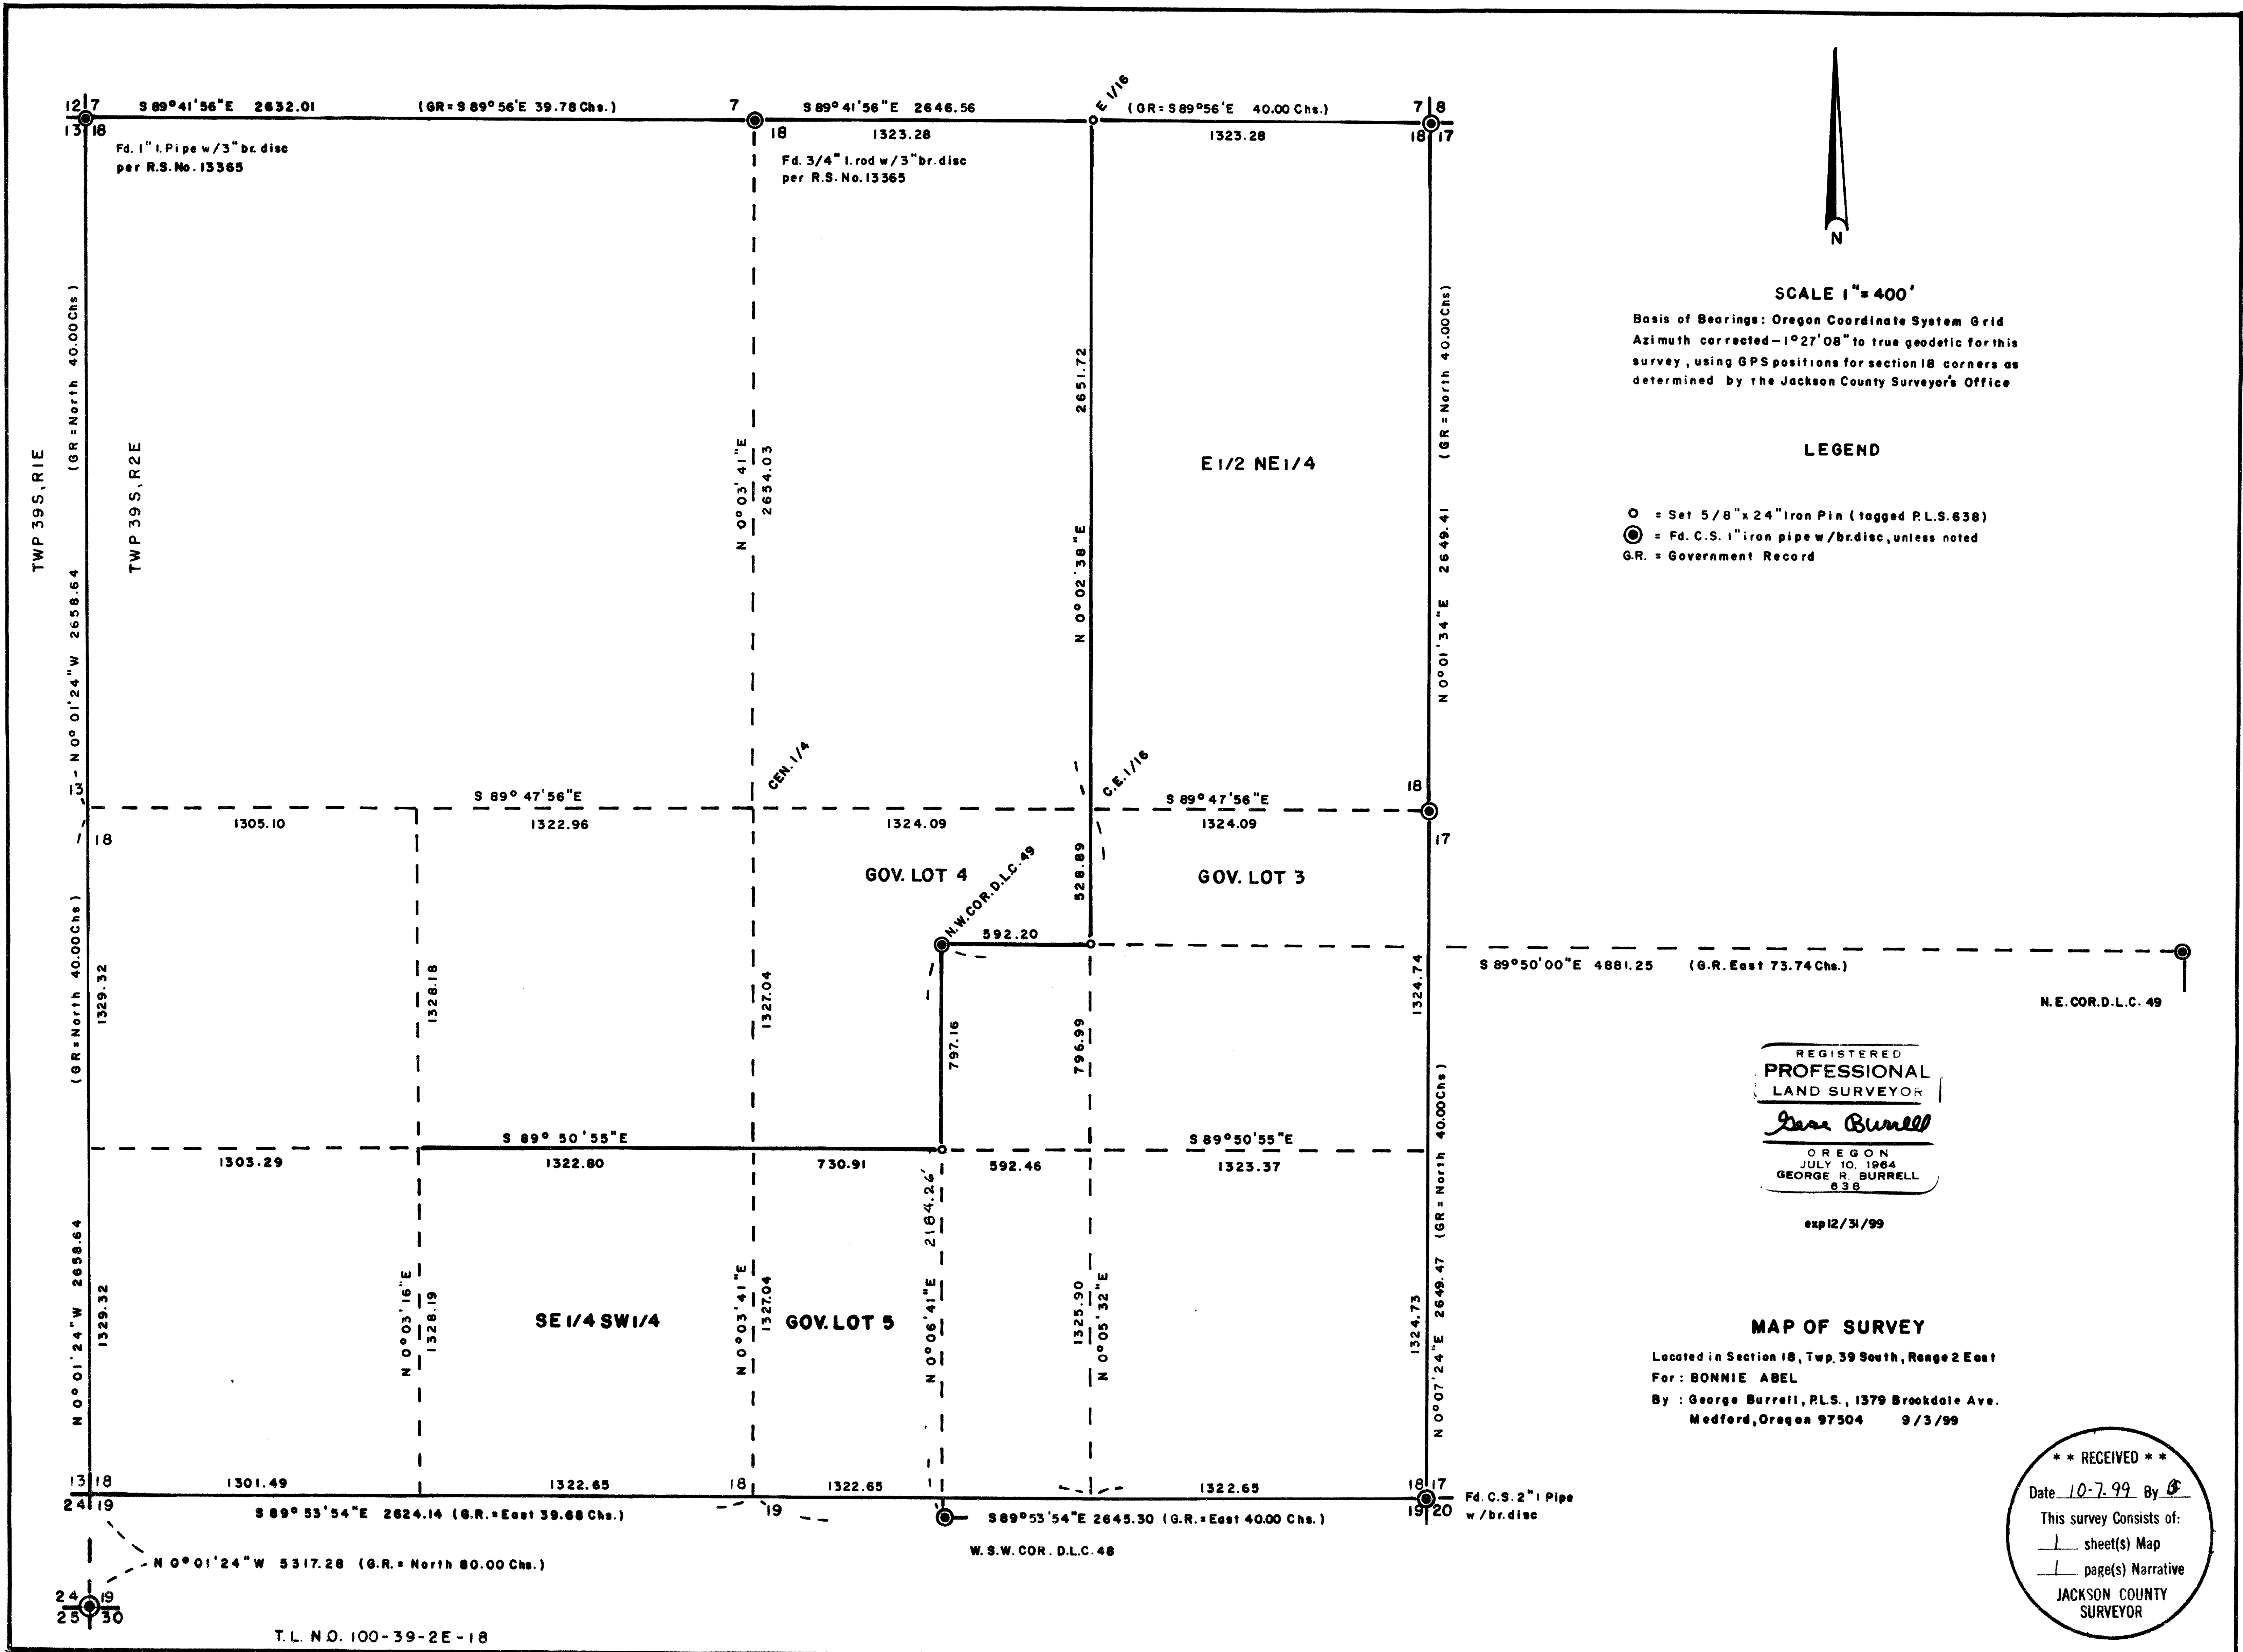 12 7
13 18
S 89°41'56"E 2632.01
(GR = S 89°56'E 39.78 Chs.)
7
18
S 89°41'56"E 2646.56
E 1/16
(GR = S89°56'E 40.00 Chs.)
7 8
18 17
1323.28
1323.28
Fd. 1" I. Pipe w/3" br. disc
per R.S. No. 13365
Fd. 3/4" I. rod w/3" br. disc
per R.S. No. 13365
N
SCALE 1" = 400'
Basis of Bearings: Oregon Coordinate System Grid
Azimuth corrected -1°27'08" to true geodetic for this
survey, using GPS positions for section 18 corners as
determined by the Jackson County Surveyor's Office
LEGEND
= Set 5/8" x 24" Iron Pin (tagged P.L.S. 638)
= Fd. C.S. 1" iron pipe w/br. disc, unless noted
G.R. = Government Record
TWP 39 S, R1E
TWP 39 S, R2E
(GR = North 40.00 Chs)
N 0°01'24"W 2658.64
N 0°03'41"E
2654.03
2651.72
N 0°02'38"E
E 1/2 NE 1/4
(GR = North 40.00 Chs)
N 0°01'34"E 2649.41
13
18
CEN. 1/4
C.E. 1/16
18
17
S 89°47'56"E
S 89°47'56"E
1305.10
1322.96
1324.09
1324.09
GOV. LOT 4
N.W. COR. D.L.C. 49
528.89
GOV. LOT 3
592.20
S 89°50'00"E 4881.25 (G.R. East 73.74 Chs.)
N.E. COR. D.L.C. 49
(GR = North 40.00 Chs)
1329.32
1328.18
1327.04
797.16
796.99
1324.74
S 89°50'55"E
S 89°50'55"E
1303.29
1322.80
730.91
592.46
1323.37
REGISTERED
PROFESSIONAL
LAND SURVEYOR
George Burrell
OREGON
JULY 10, 1964
GEORGE R. BURRELL
638
exp 12/31/99
N 0°01'24"W 2658.64
1329.32
N 0°03'16"E
1328.19
SE 1/4 SW 1/4
N 0°03'41"E
1327.04
GOV. LOT 5
N 0°06'41"E 2184.26'
1325.90
N 0°05'32"E
1324.73
N 0°07'24"E 2649.47 (GR = North 40.00 Chs)
MAP OF SURVEY
Located in Section 18, Twp. 39 South, Range 2 East
For: BONNIE ABEL
By: George Burrell, P.L.S., 1379 Brookdale Ave.
Medford, Oregon 97504 9/3/99
13 18
24 19
1301.49
1322.65
18
19
1322.65
1322.65
18 17
19 20
Fd. C.S. 2" I Pipe
w/br. disc
S 89°53'54"E 2624.14 (G.R. = East 39.68 Chs.)
S 89°53'54"E 2645.30 (G.R. = East 40.00 Chs.)
W. S.W. COR. D.L.C. 48
N 0°01'24"W 5317.28 (G.R. = North 80.00 Chs.)
24 19
25 30
T. L. NO. 100-39-2E-18
* * RECEIVED * *
Date 10-7-99 By
This survey Consists of:
1 sheet(s) Map
1 page(s) Narrative
JACKSON COUNTY
SURVEYOR